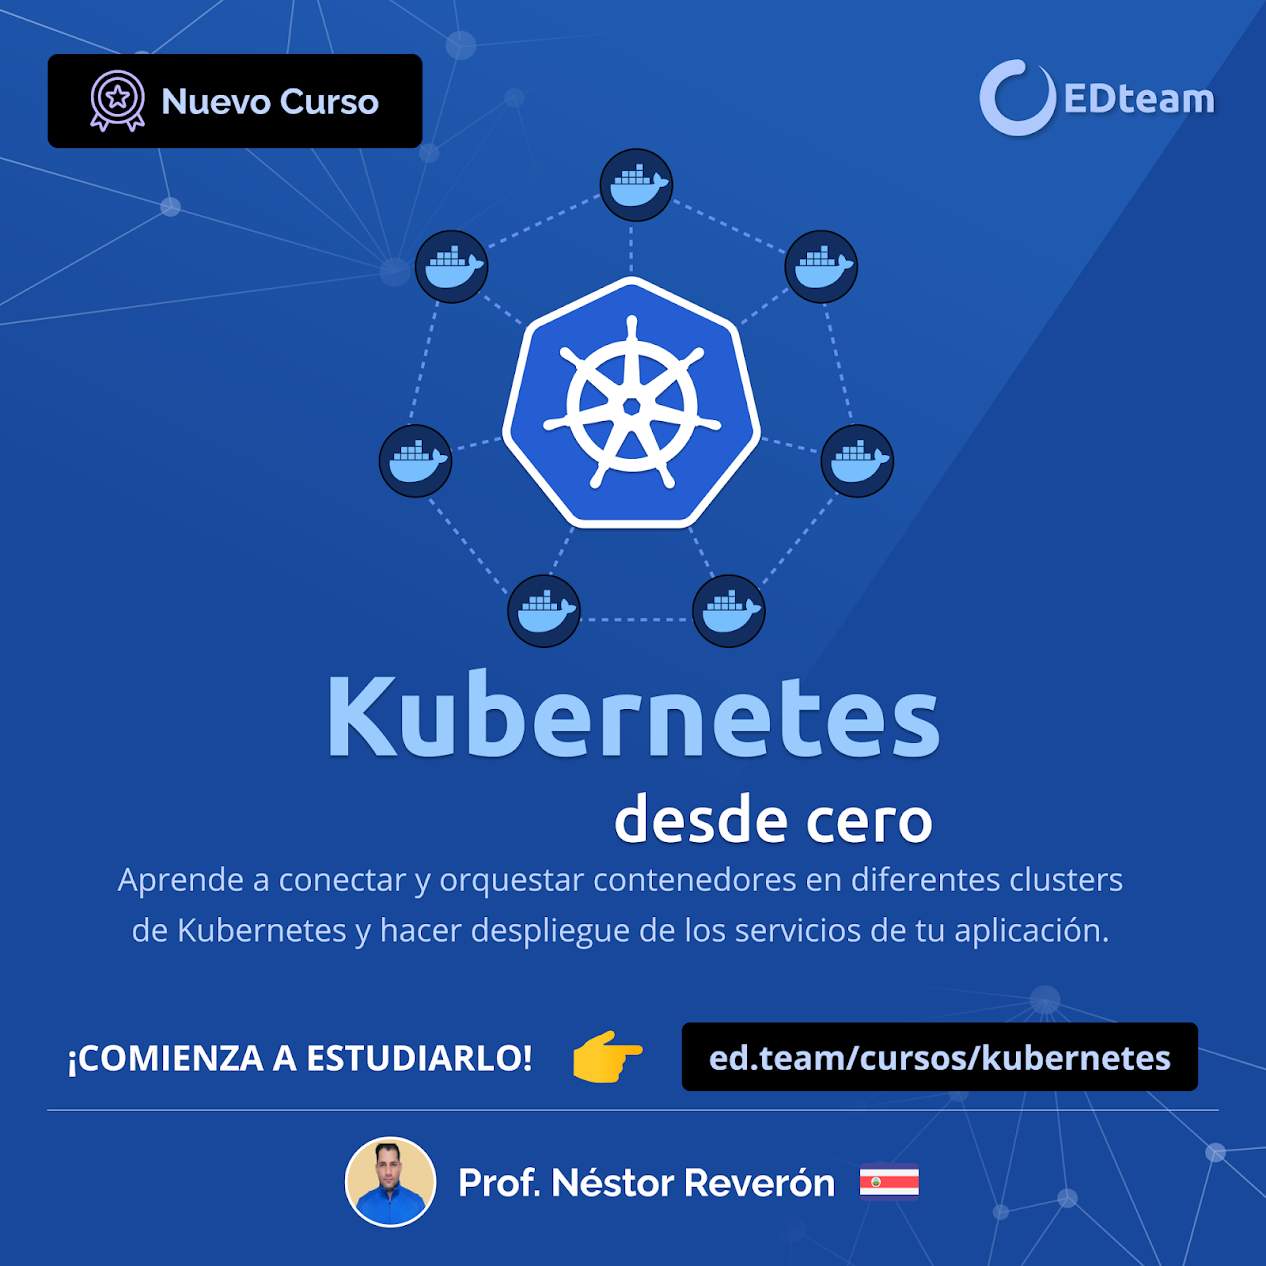 Nuevo Curso
EDteam
Kubernetes
desde cero
Aprende a conectar y orquestar contenedores en diferentes clusters
de Kubernetes y hacer despliegue de los servicios de tu aplicación.
¡COMIENZA A ESTUDIARLO!
ed.team/cursos/kubernetes
Prof. Néstor Reverón